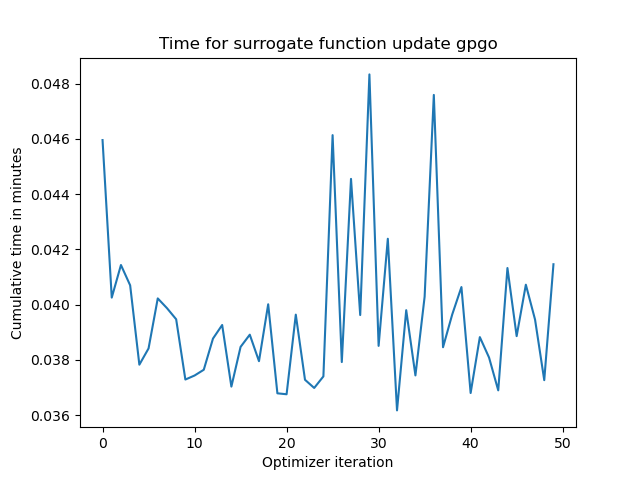 Time for surrogate function update gpgo
Cumulative time in minutes
0.048
0.046
0.044
0.042
0.040
0.038
0.036
0 10 20 30 40 50
Optimizer iteration